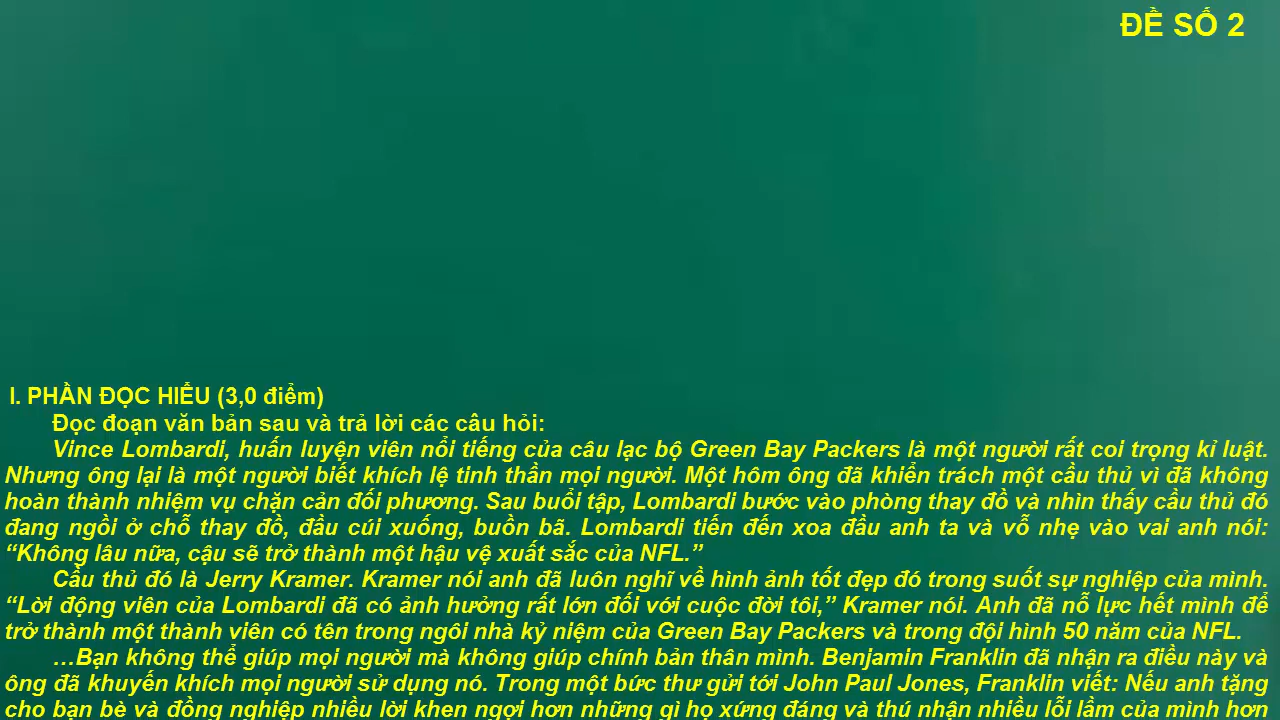 ĐỀ SỐ 2
I. PHẦN ĐỌC HIỂU (3,0 điểm)
Đọc đoạn văn bản sau và trả lời các câu hỏi:
Vince Lombardi, huấn luyện viên nổi tiếng của câu lạc bộ Green Bay Packers là một người rất coi trọng kỉ luật.
Nhưng ông lại là một người biết khích lệ tinh thần mọi người. Một hôm ông đã khiển trách một cầu thủ vì đã không
hoàn thành nhiệm vụ chặn cản đối phương. Sau buổi tập, Lombardi bước vào phòng thay đồ và nhìn thấy cầu thủ đó
đang ngồi ở chỗ thay đồ, đầu cúi xuống, buồn bã. Lombardi tiến đến xoa đầu anh ta và vỗ nhẹ vào vai anh nói:
“Không lâu nữa, cậu sẽ trở thành một hậu vệ xuất sắc của NFL.”
Cầu thủ đó là Jerry Kramer. Kramer nói anh đã luôn nghĩ về hình ảnh tốt đẹp đó trong suốt sự nghiệp của mình.
“Lời động viên của Lombardi đã có ảnh hưởng rất lớn đối với cuộc đời tôi,” Kramer nói. Anh đã nỗ lực hết mình để
trở thành một thành viên có tên trong ngôi nhà kỷ niệm của Green Bay Packers và trong đội hình 50 năm của NFL.
…Bạn không thể giúp mọi người mà không giúp chính bản thân mình. Benjamin Franklin đã nhận ra điều này và
ông đã khuyến khích mọi người sử dụng nó. Trong một bức thư gửi tới John Paul Jones, Franklin viết: Nếu anh tặng
cho bạn bè và đồng nghiệp nhiều lời khen ngợi hơn những gì họ xứng đáng và thú nhận nhiều lỗi lầm của mình hơn